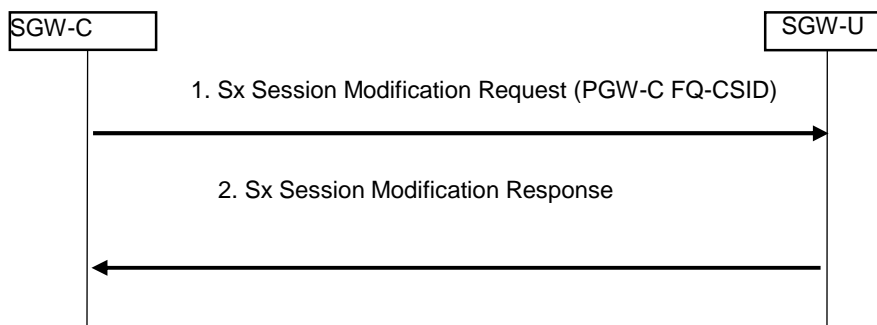 SGW-C
SGW-U
1. Sx Session Modification Request (PGW-C FQ-CSID)
2. Sx Session Modification Response